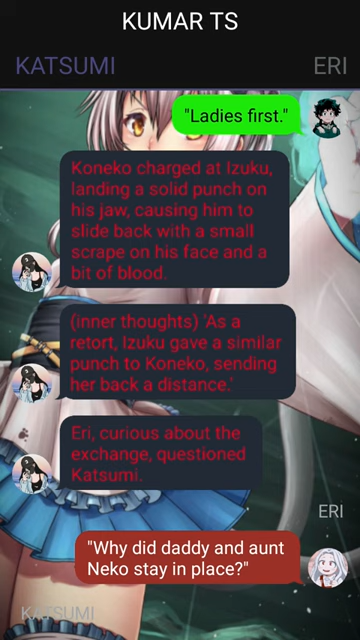 KUMAR TS
KATSUMI
ERI
"Ladies first."
Koneko charged at Izuku,
landing a solid punch on
his jaw, causing him to
slide back with a small
scrape on his face and a
bit of blood.
(inner thoughts) 'As a
retort, Izuku gave a similar
punch to Koneko, sending
her back a distance.'
Eri, curious about the
exchange, questioned
Katsumi.
ERI
"Why did daddy and aunt
Neko stay in place?"
KATSUMI